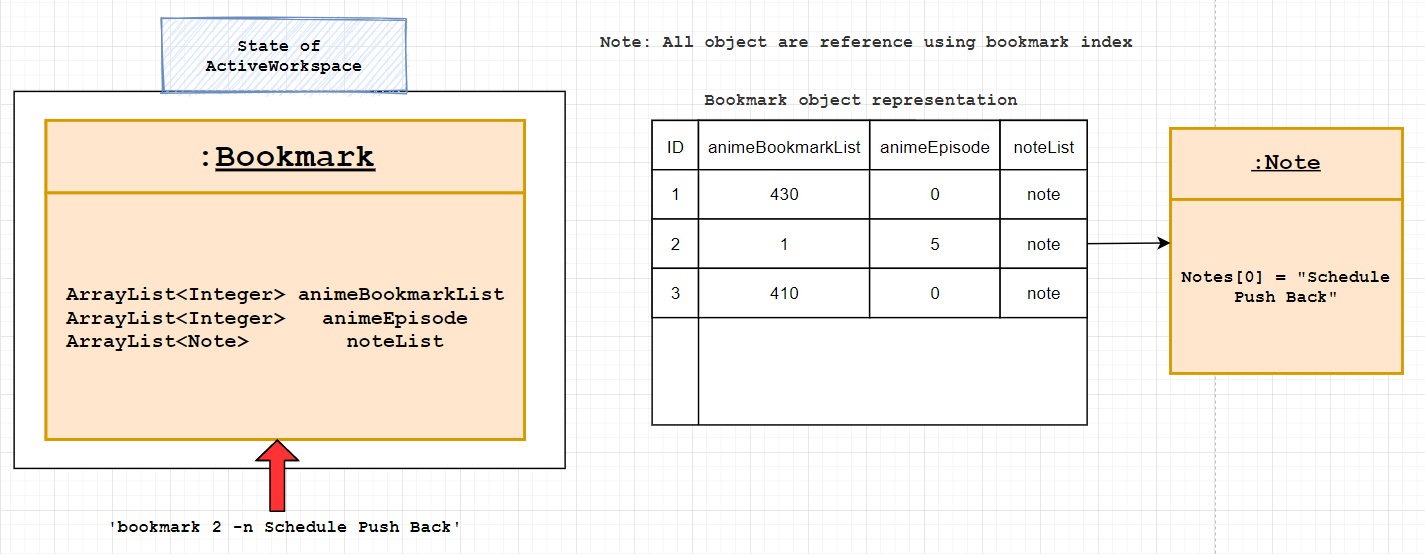 State of
ActiveWorkspace
:Bookmark
ArrayList<Integer> animeBookmarkList
ArrayList<Integer> animeEpisode
ArrayList<Note> noteList
'bookmark 2 -n Schedule Push Back'
Note: All object are reference using bookmark index
Bookmark object representation
ID animeBookmarkList animeEpisode noteList
1 430 0 note
2 1 5 note
3 410 0 note
:Note
Notes[0] = "Schedule
Push Back"